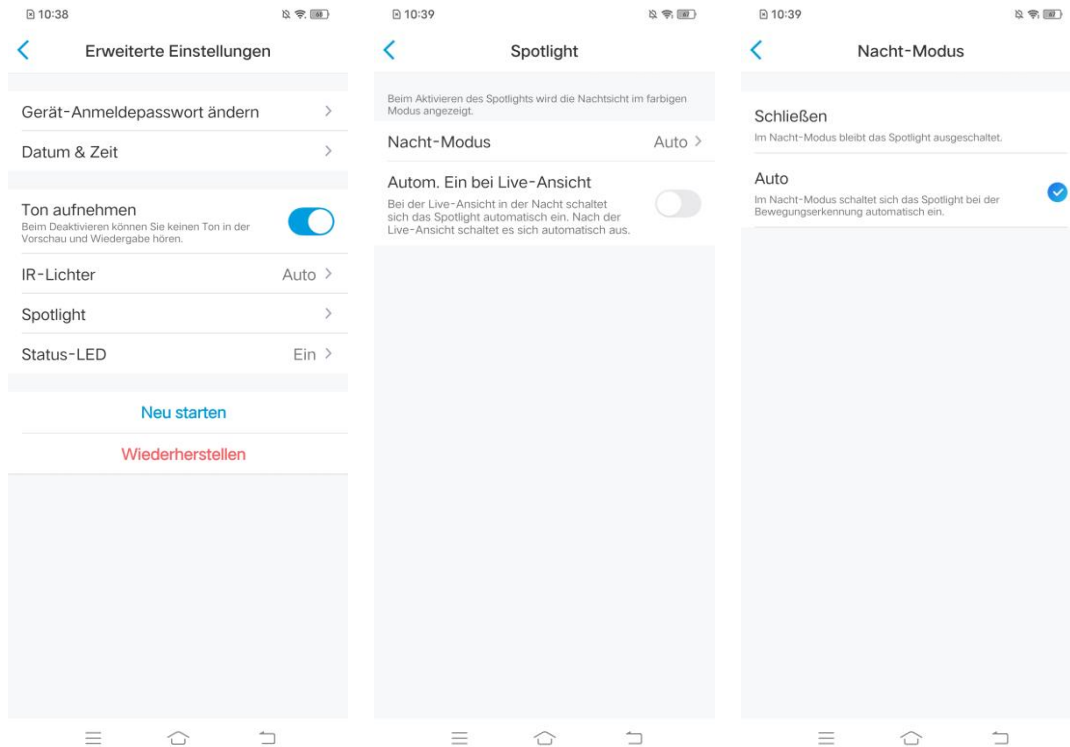 10:38
68
Erweiterte Einstellungen
Gerät-Anmeldepasswort ändern
Datum & Zeit
Ton aufnehmen
Beim Deaktivieren können Sie keinen Ton in der
Vorschau und Wiedergabe hören.
IR-Lichter Auto
Spotlight
Status-LED Ein
Neu starten
Wiederherstellen
10:39
67
Spotlight
Beim Aktivieren des Spotlights wird die Nachtsicht im farbigen
Modus angezeigt.
Nacht-Modus Auto
Autom. Ein bei Live-Ansicht
Bei der Live-Ansicht in der Nacht schaltet
sich das Spotlight automatisch ein. Nach der
Live-Ansicht schaltet es sich automatisch aus.
10:39
67
Nacht-Modus
Schließen
Im Nacht-Modus bleibt das Spotlight ausgeschaltet.
Auto
Im Nacht-Modus schaltet sich das Spotlight bei der
Bewegungserkennung automatisch ein.